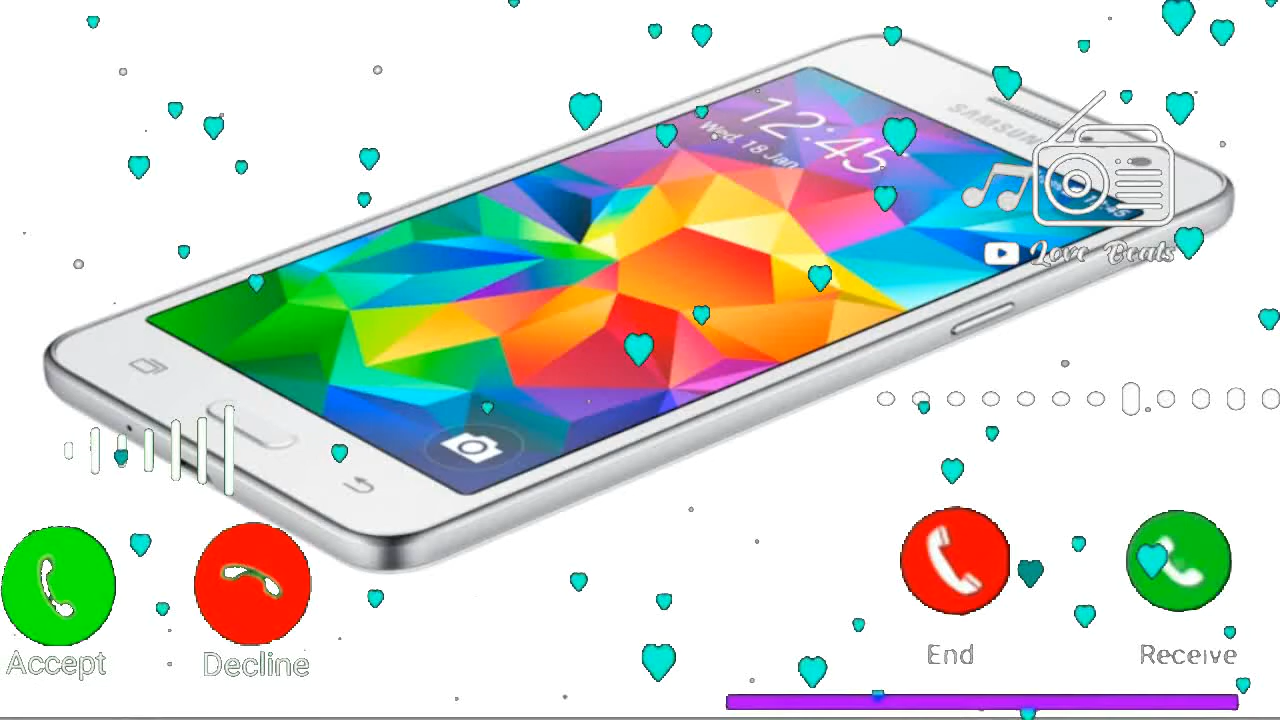 12:45
Wed, 18 Jan
SAMSUNG
Love Beats
Accept
Decline
End
Receive